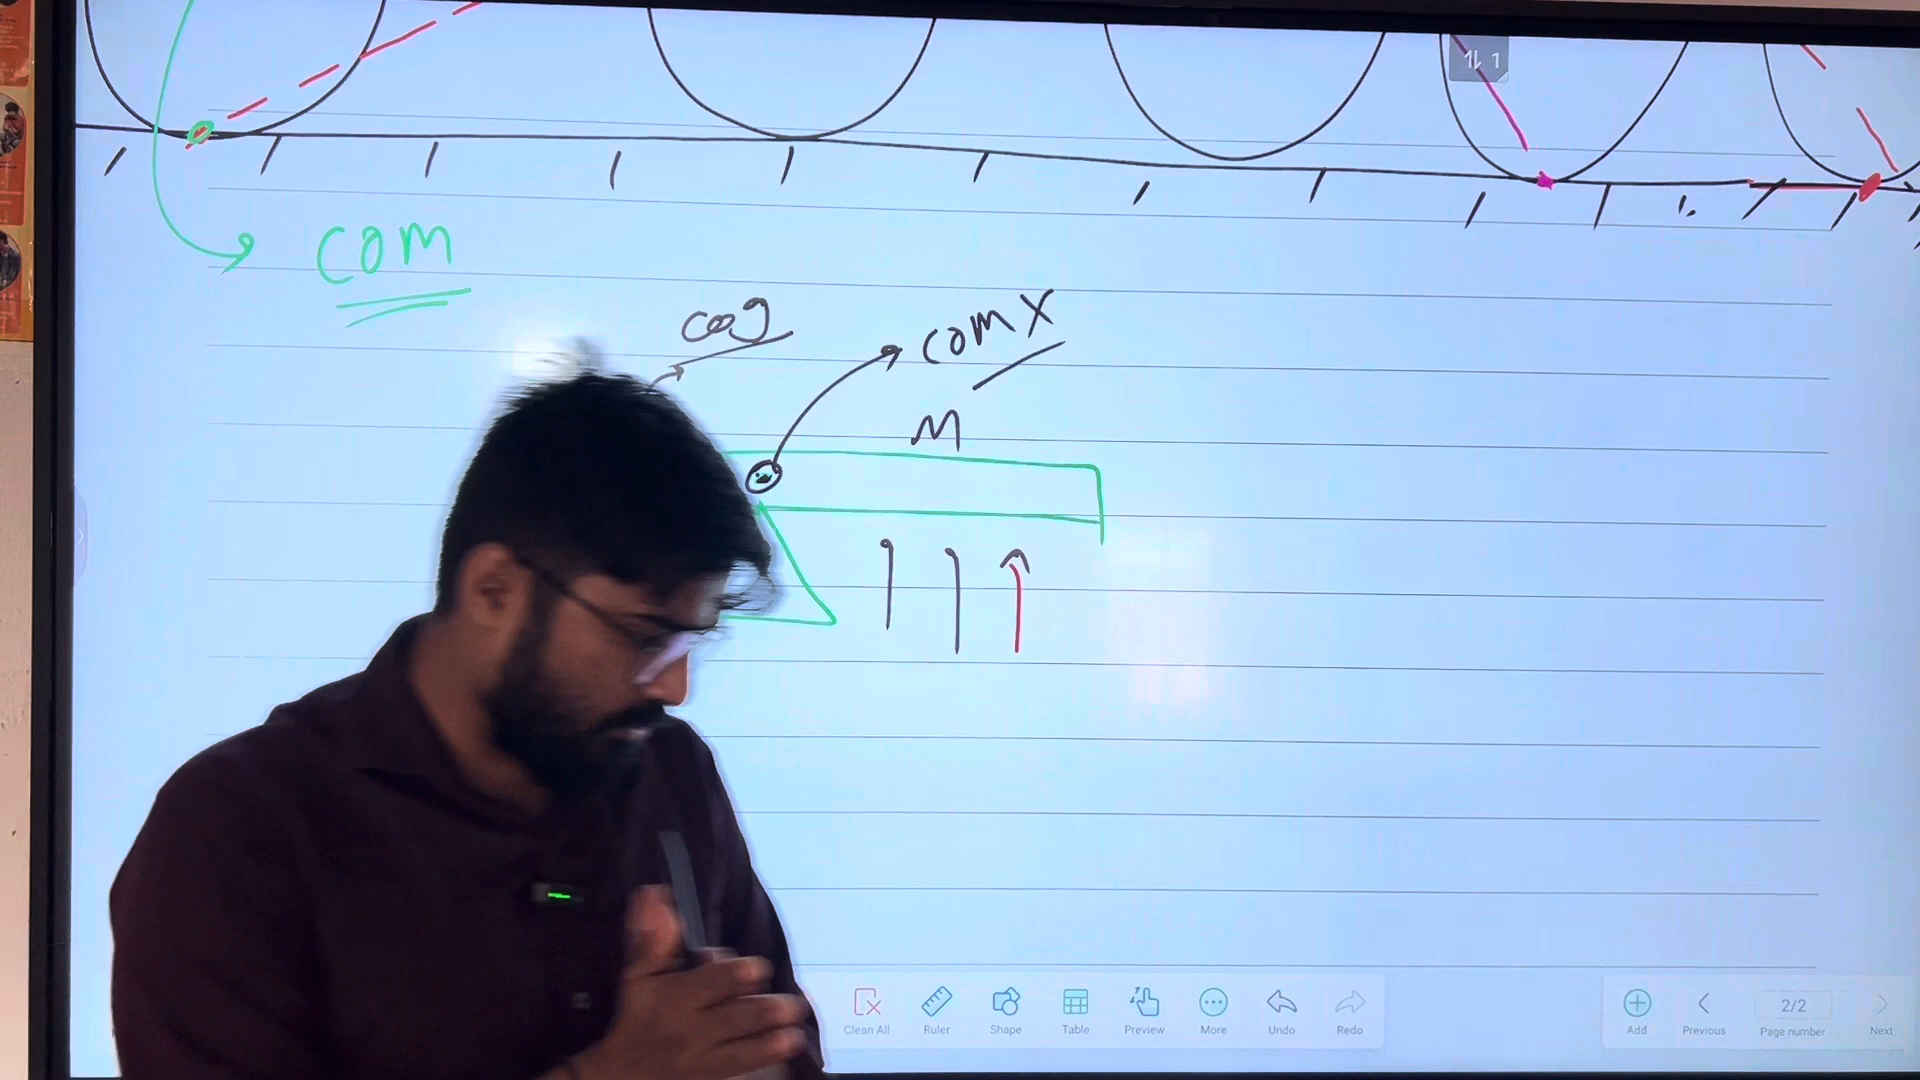 1
COM
cog
COM X
M
Clean All
Ruler
Shape
Table
Preview
More
Undo
Redo
Add
Previous
2/2
Page number
Next